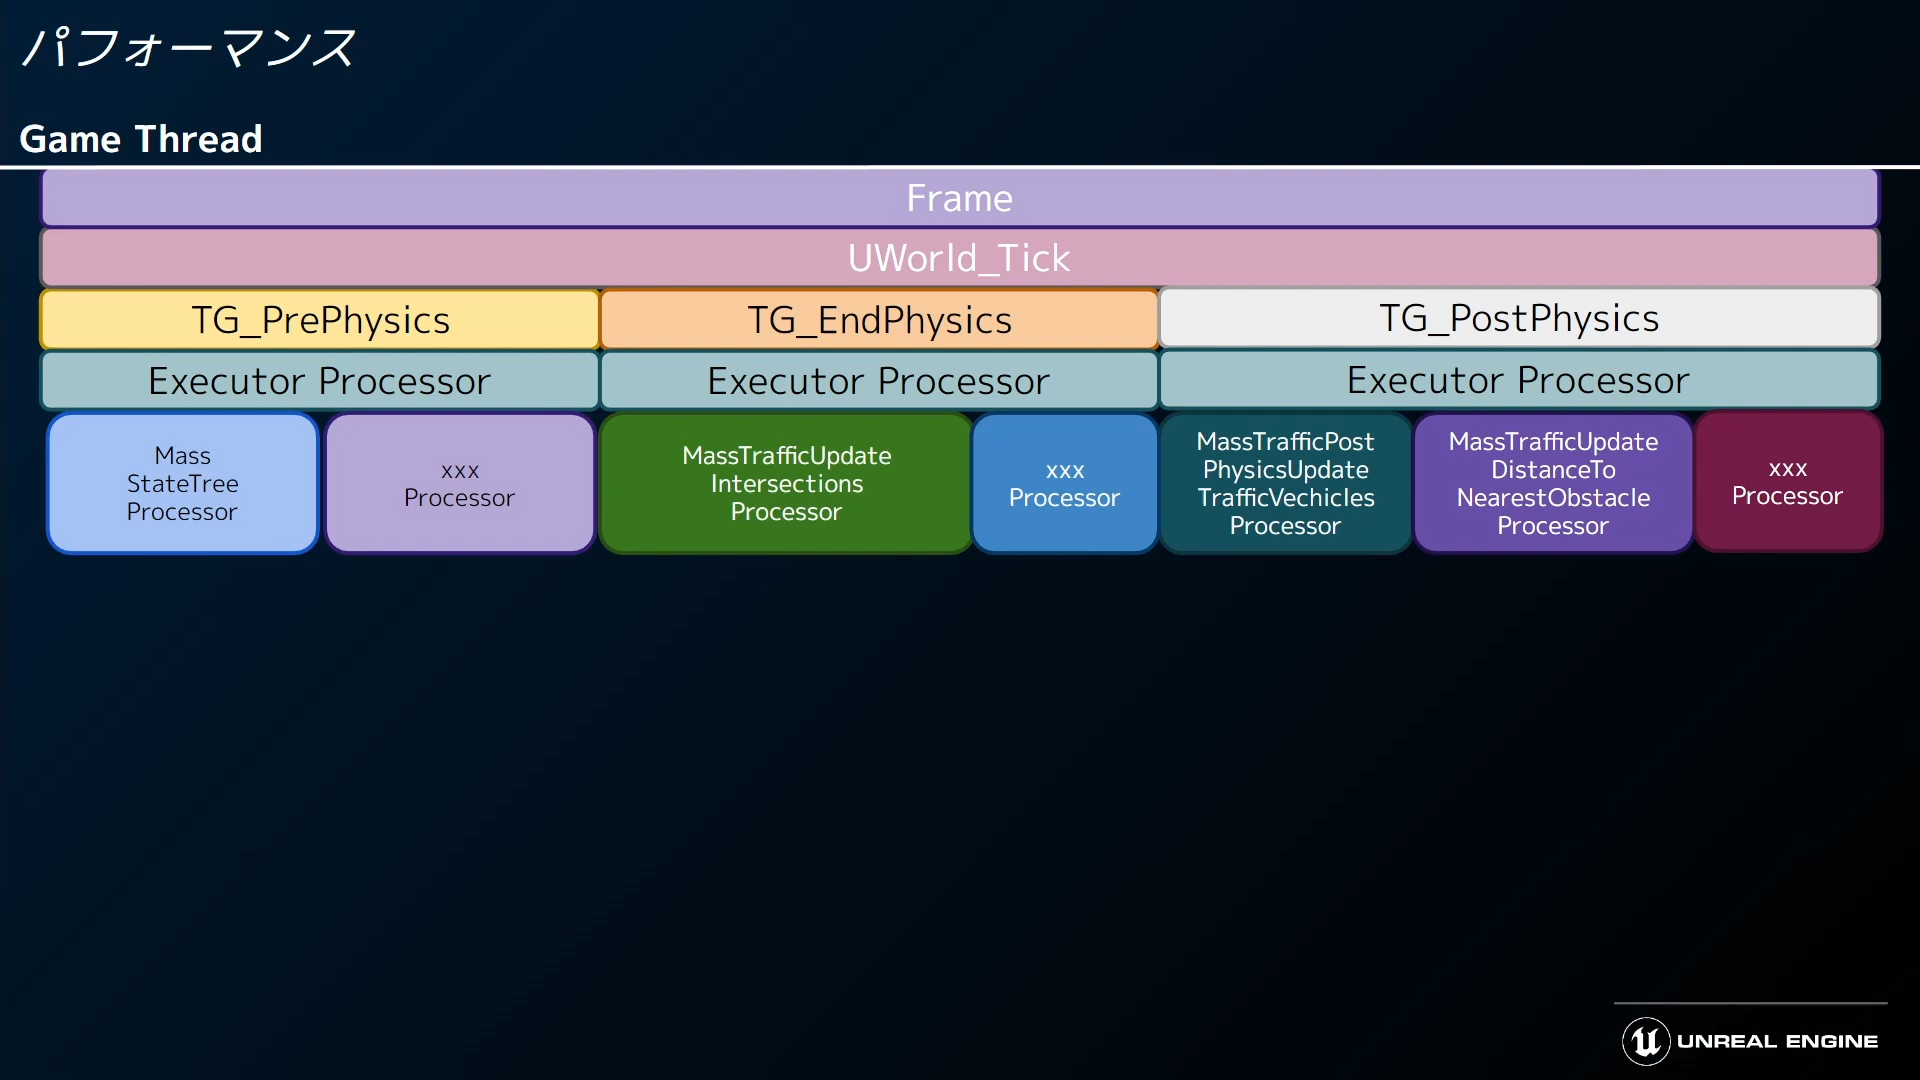 パフォーマンス
Game Thread
Frame
UWorld_Tick
TG_PrePhysics
TG_EndPhysics
TG_PostPhysics
Executor Processor
Executor Processor
Executor Processor
Mass
StateTree
Processor
xxx
Processor
MassTrafficUpdate
Intersections
Processor
xxx
Processor
MassTrafficPost
PhysicsUpdate
TrafficVechicles
Processor
MassTrafficUpdate
DistanceTo
NearestObstacle
Processor
xxx
Processor
UNREAL ENGINE